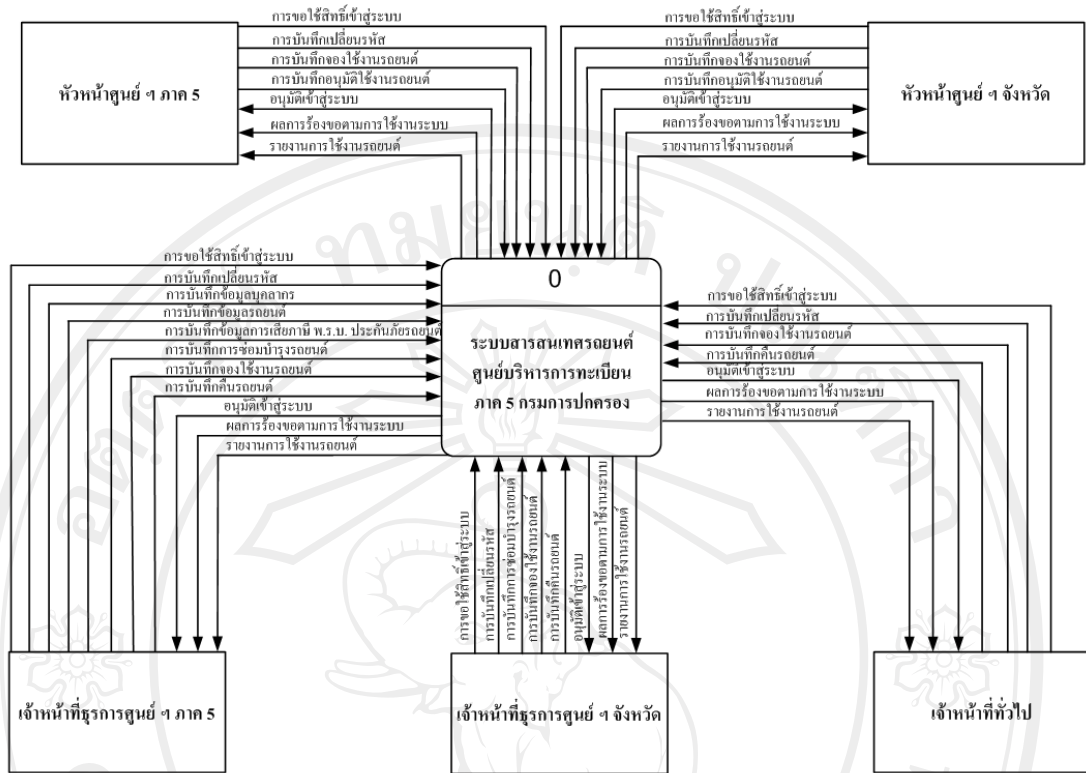 การขอใช้สิทธิ์เข้าสู่ระบบ
การบันทึกเปลี่ยนรหัส
การบันทึกจองใช้งานรถยนต์
การบันทึกอนุมัติใช้งานรถยนต์
อนุมัติเข้าสู่ระบบ
ผลการร้องขอตามการใช้งานระบบ
รายงานการใช้งานรถยนต์
หัวหน้าศูนย์ ฯ ภาค 5
การขอใช้สิทธิ์เข้าสู่ระบบ
การบันทึกเปลี่ยนรหัส
การบันทึกจองใช้งานรถยนต์
การบันทึกอนุมัติใช้งานรถยนต์
อนุมัติเข้าสู่ระบบ
ผลการร้องขอตามการใช้งานระบบ
รายงานการใช้งานรถยนต์
หัวหน้าศูนย์ ฯ จังหวัด
การขอใช้สิทธิ์เข้าสู่ระบบ
การบันทึกเปลี่ยนรหัส
การบันทึกข้อมูลบุคลากร
การบันทึกข้อมูลรถยนต์
การบันทึกข้อมูลการเสียภาษี พ.ร.บ. ประกันภัยรถยนต์
การบันทึกการซ่อมบำรุงรถยนต์
การบันทึกจองใช้งานรถยนต์
การบันทึกคืนรถยนต์
อนุมัติเข้าสู่ระบบ
ผลการร้องขอตามการใช้งานระบบ
รายงานการใช้งานรถยนต์
0
ระบบสารสนเทศรถยนต์
ศูนย์บริหารการทะเบียน
ภาค 5 กรมการปกครอง
การขอใช้สิทธิ์เข้าสู่ระบบ
การบันทึกเปลี่ยนรหัส
การบันทึกจองใช้งานรถยนต์
การบันทึกคืนรถยนต์
อนุมัติเข้าสู่ระบบ
ผลการร้องขอตามการใช้งานระบบ
รายงานการใช้งานรถยนต์
การขอใช้สิทธิ์เข้าสู่ระบบ
การบันทึกเปลี่ยนรหัส
การบันทึกการซ่อมบำรุงรถยนต์
การบันทึกจองใช้งานรถยนต์
การบันทึกคืนรถยนต์
อนุมัติเข้าสู่ระบบ
ผลการร้องขอตามการใช้งานระบบ
รายงานการใช้งานรถยนต์
เจ้าหน้าที่ธุรการศูนย์ ฯ ภาค 5
เจ้าหน้าที่ธุรการศูนย์ ฯ จังหวัด
เจ้าหน้าที่ทั่วไป